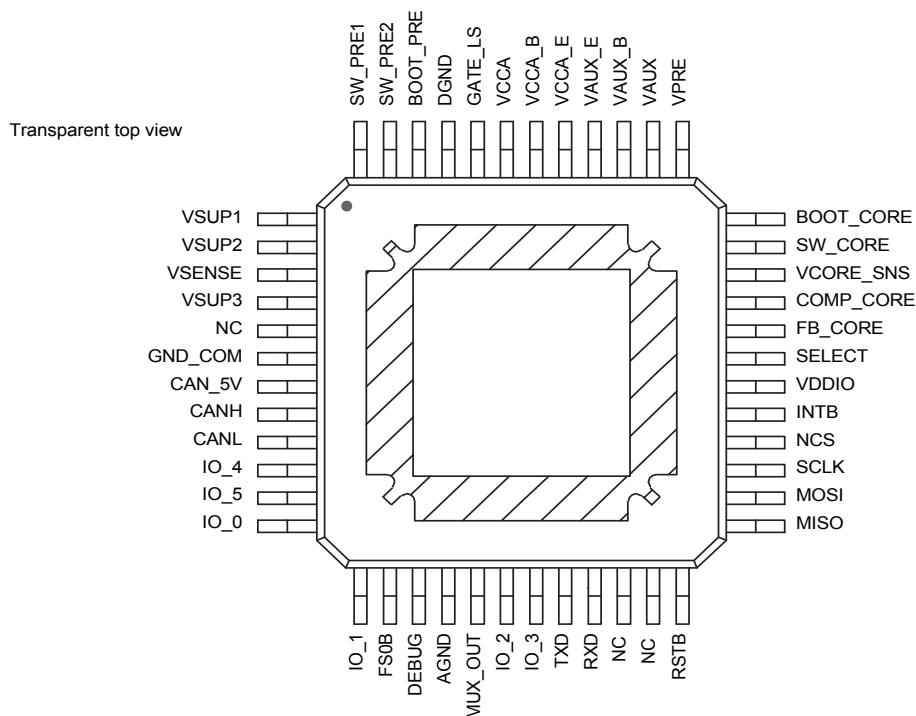 SW_PRE1
SW_PRE2
BOOT_PRE
DGND
GATE_LS
VCCA
VCCA_B
VCCA_E
VAUX_E
VAUX_B
VAUX
VPRE
Transparent top view
VSUP1
VSUP2
VSENSE
VSUP3
NC
GND_COM
CAN_5V
CANH
CANL
IO_4
IO_5
IO_0
BOOT_CORE
SW_CORE
VCORE_SNS
COMP_CORE
FB_CORE
SELECT
VDDIO
INTB
NCS
SCLK
MOSI
MISO
IO_1
FS0B
DEBUG
AGND
MUX_OUT
IO_2
IO_3
TXD
RXD
NC
NC
RSTB